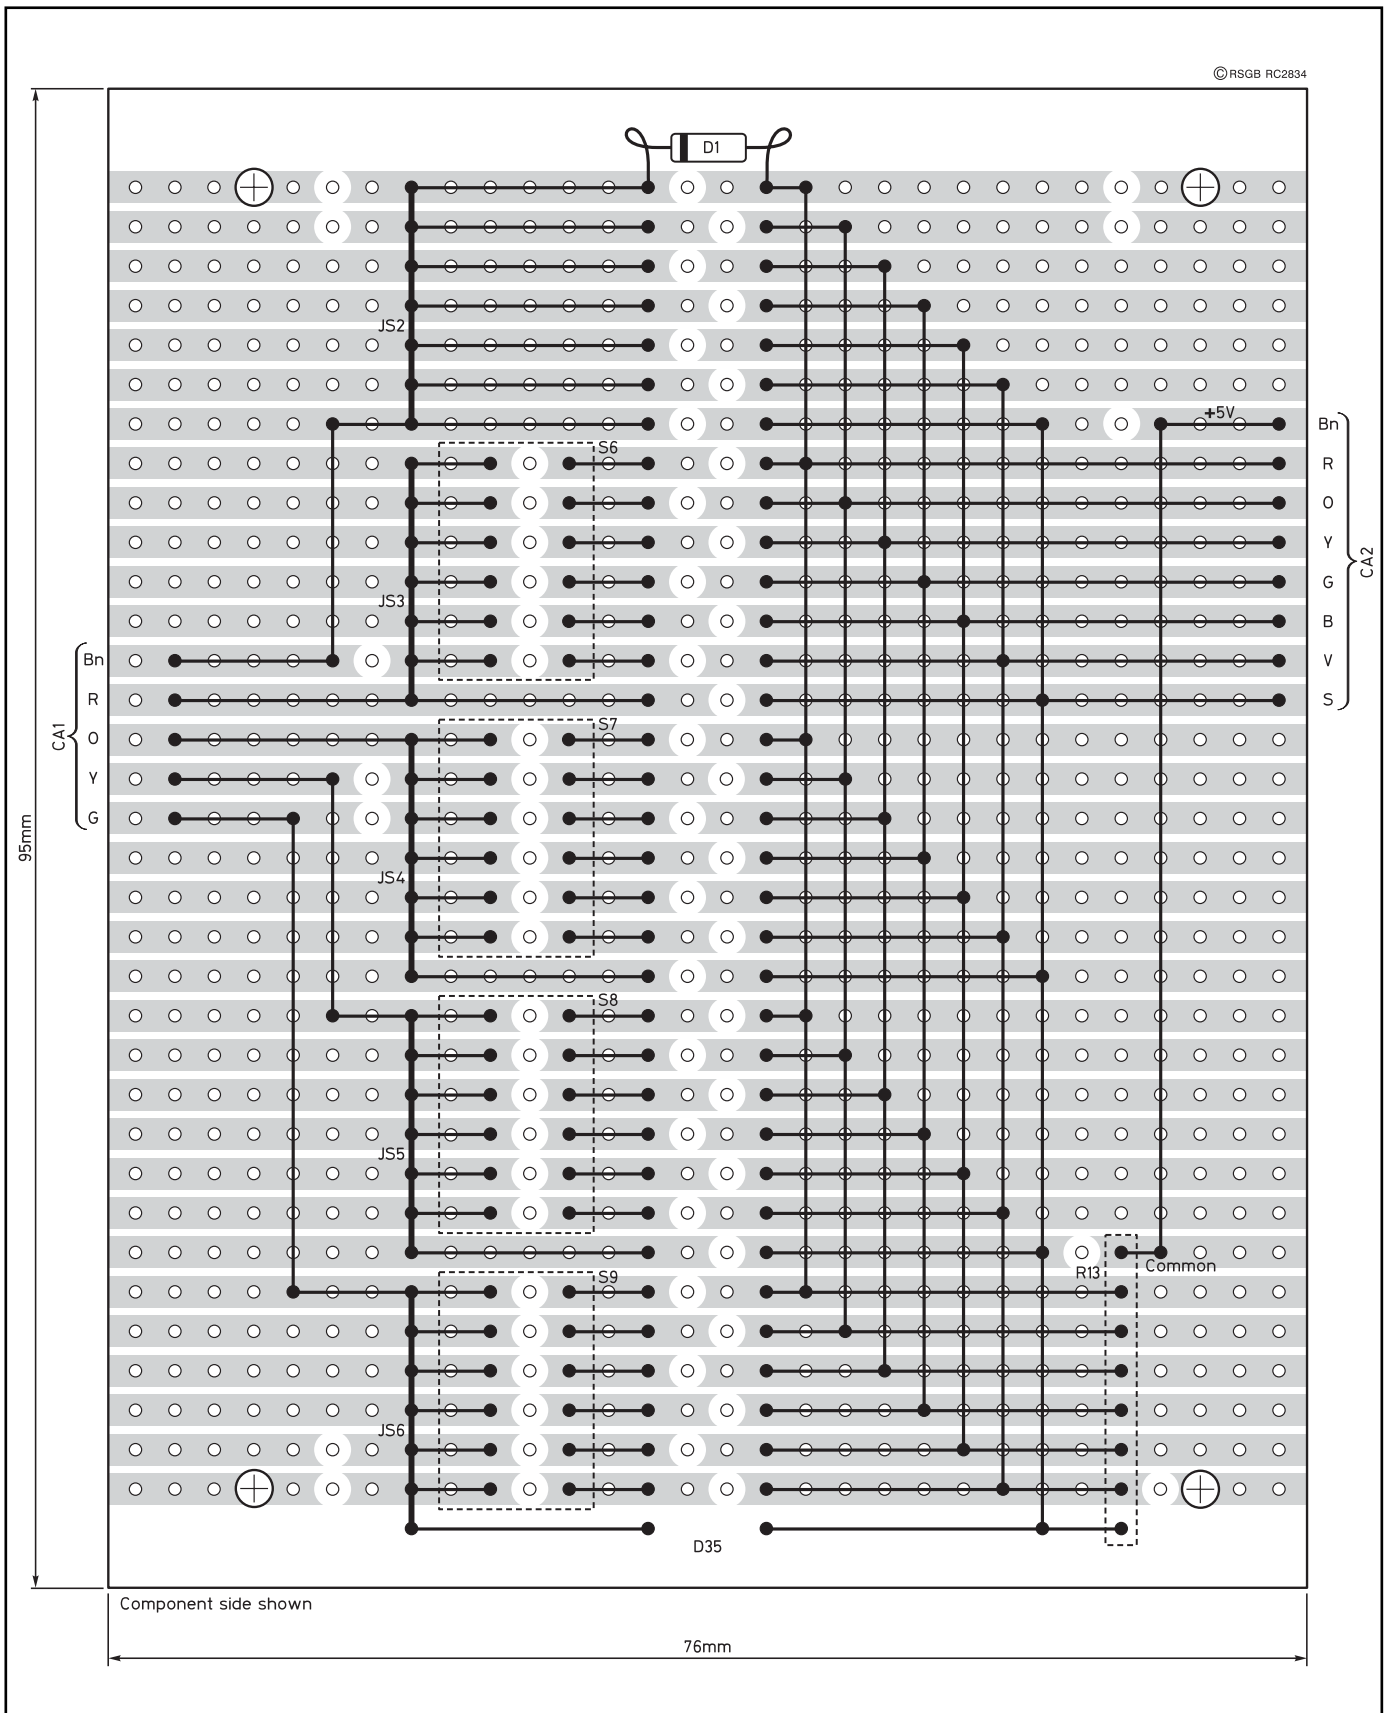 ©RSGB RC2834
D1
JS2
+5V
Bn
S6
R
O
Y
CA2
G
JS3
B
Bn
V
R
S
CA1
O
S7
Y
G
95mm
JS4
S8
JS5
R13
Common
S9
JS6
D35
Component side shown
76mm